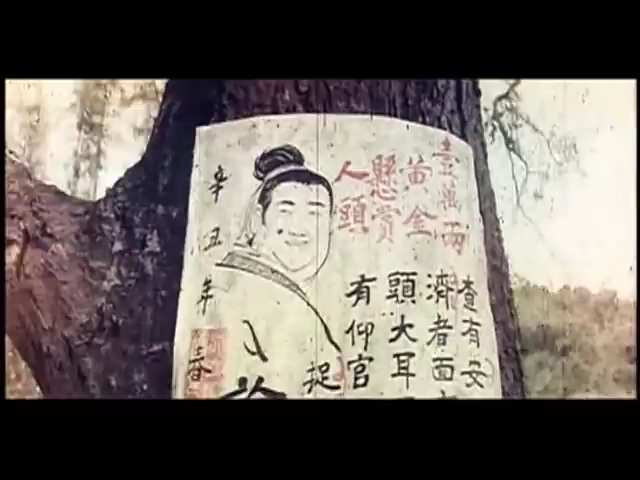 壹萬兩
黃金
懸賞
人頭
查有安
濟者面
頭大耳
有仰官
捉
辛丑年春